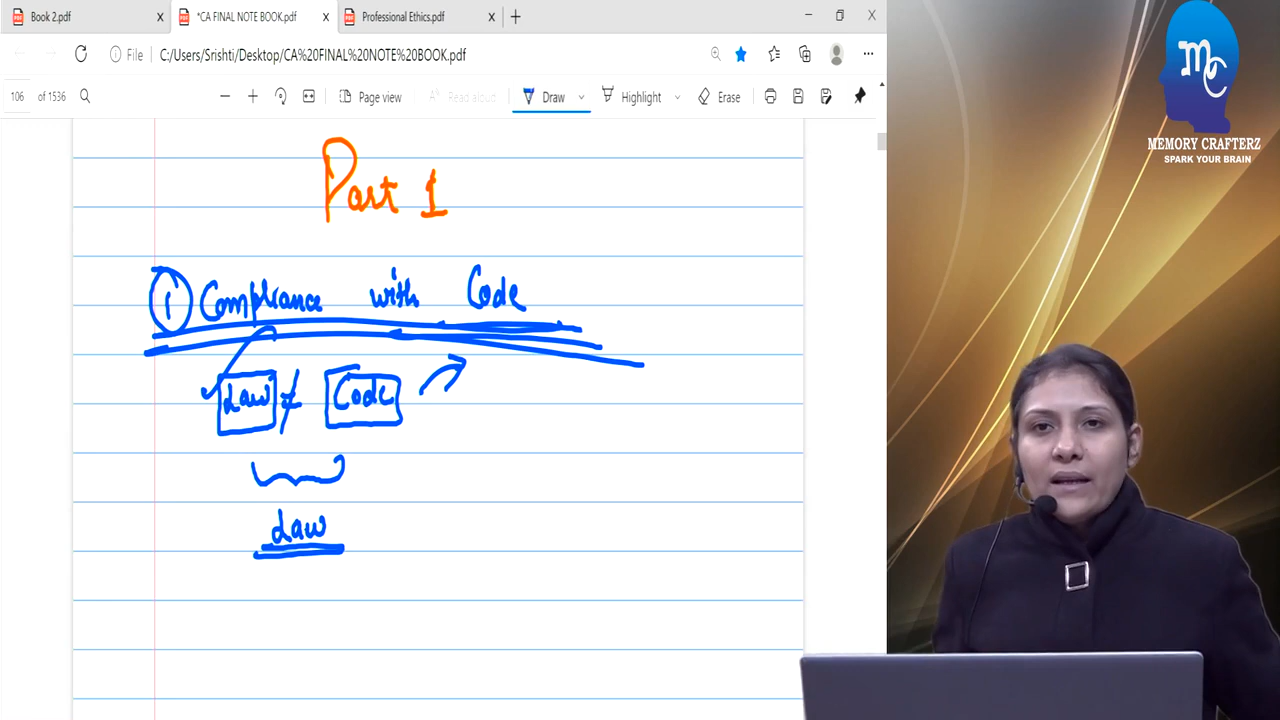 Book 2.pdf
*CA FINAL NOTE BOOK.pdf
Professional Ethics.pdf
File
C:/Users/Srishti/Desktop/CA%20FINAL%20NOTE%20BOOK.pdf
106 of 1536
Page view
Read aloud
Draw
Highlight
Erase
MC
MEMORY CRAFTERZ
SPARK YOUR BRAIN
Part 1
① Compliance with Code
Law ≠ Code
Law